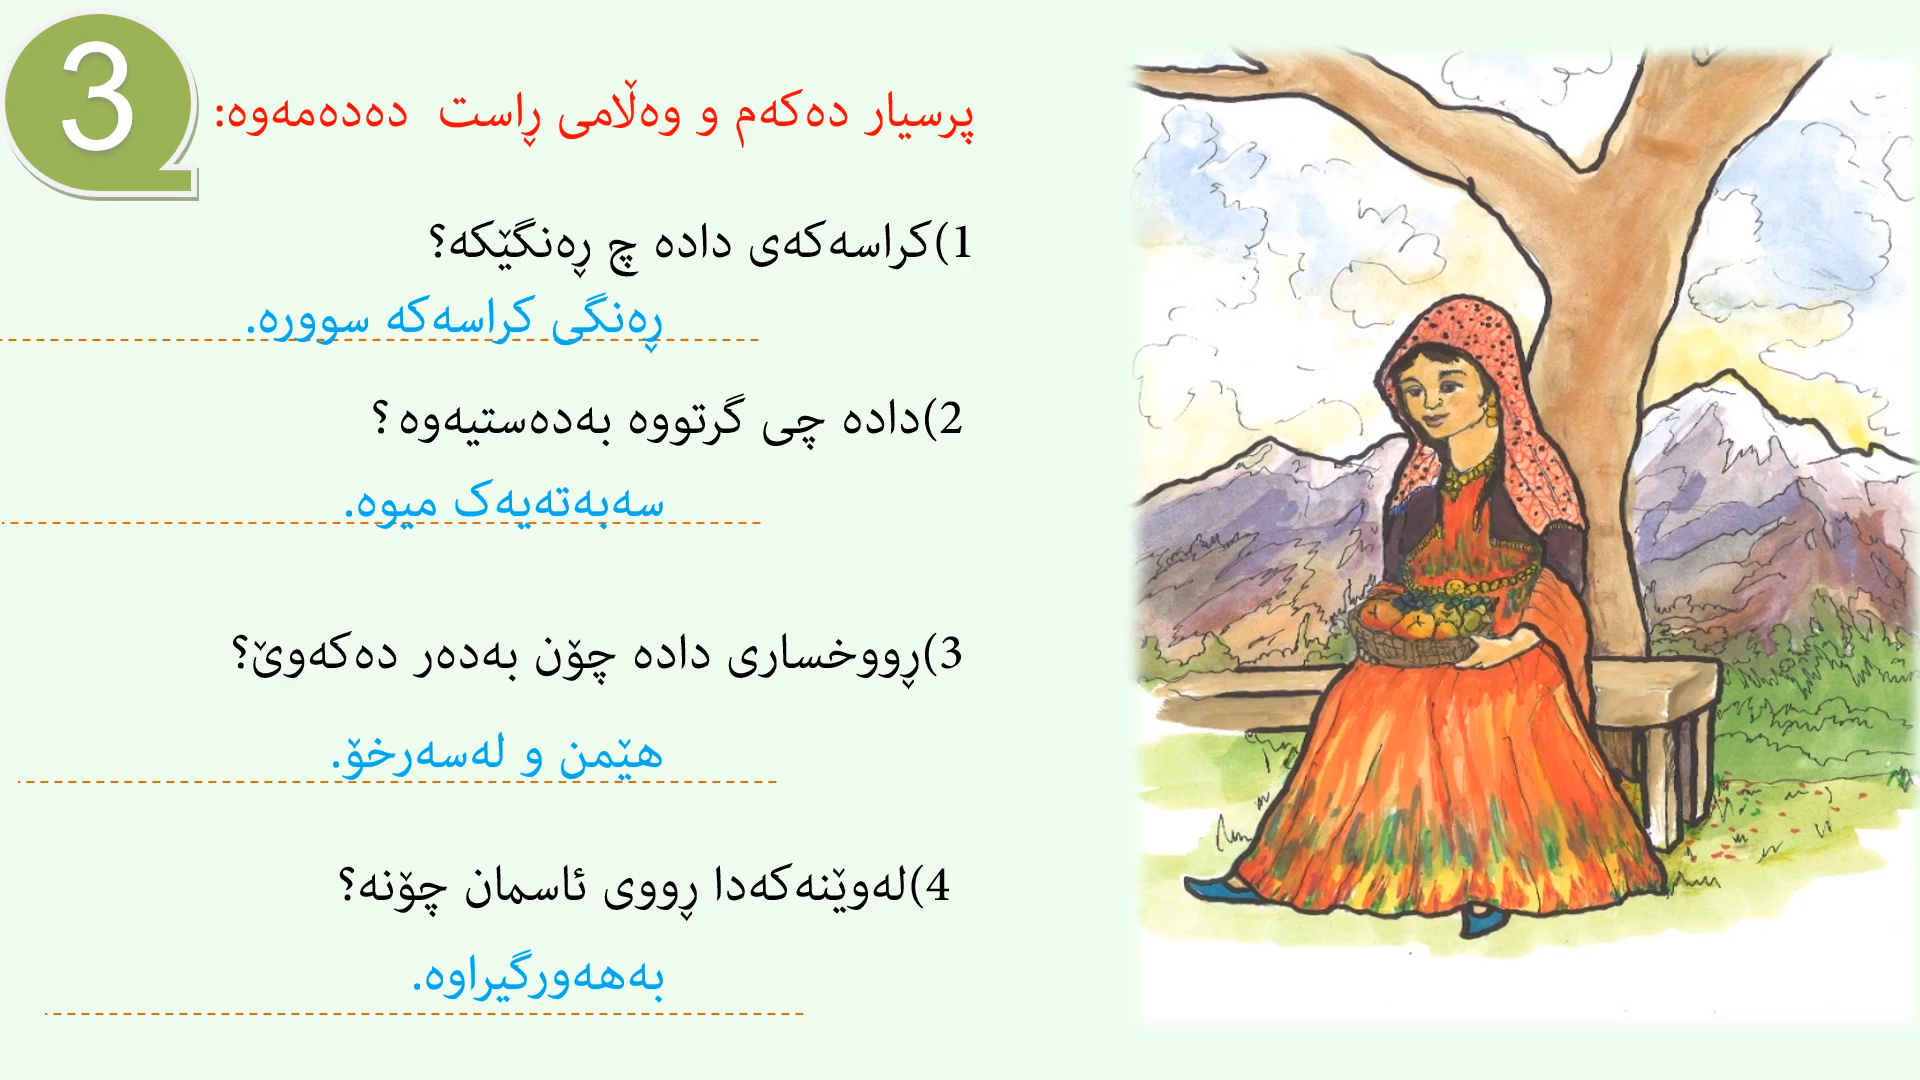 3
پرسیار دەکەم و وەڵامی ڕاست دەدەمەوە:
1)کراسەکەی دادە چ ڕەنگێکە؟
ڕەنگی کراسەکە سوورە.
2)دادە چی گرتووە بەدەستیەوە ؟
سەبەتەیەک میوە.
3)ڕووخساری دادە چۆن بەدەر دەکەوێ؟
هێمن و لەسەرخۆ.
4)لەوێنەکەدا ڕووی ئاسمان چۆنە؟
بەهەورگیراوە.